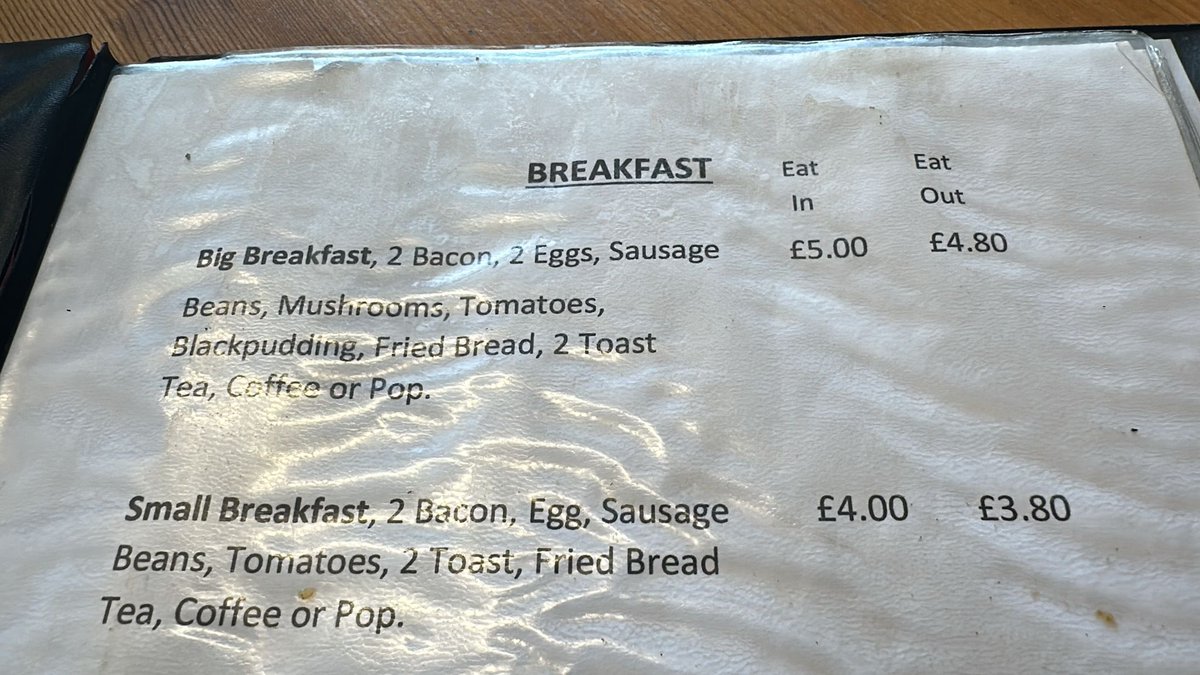 BREAKFAST Eat In Eat Out
Big Breakfast, 2 Bacon, 2 Eggs, Sausage £5.00 £4.80
Beans, Mushrooms, Tomatoes,
Blackpudding, Fried Bread, 2 Toast
Tea, Coffee or Pop.
Small Breakfast, 2 Bacon, Egg, Sausage £4.00 £3.80
Beans, Tomatoes, 2 Toast, Fried Bread
Tea, Coffee or Pop.